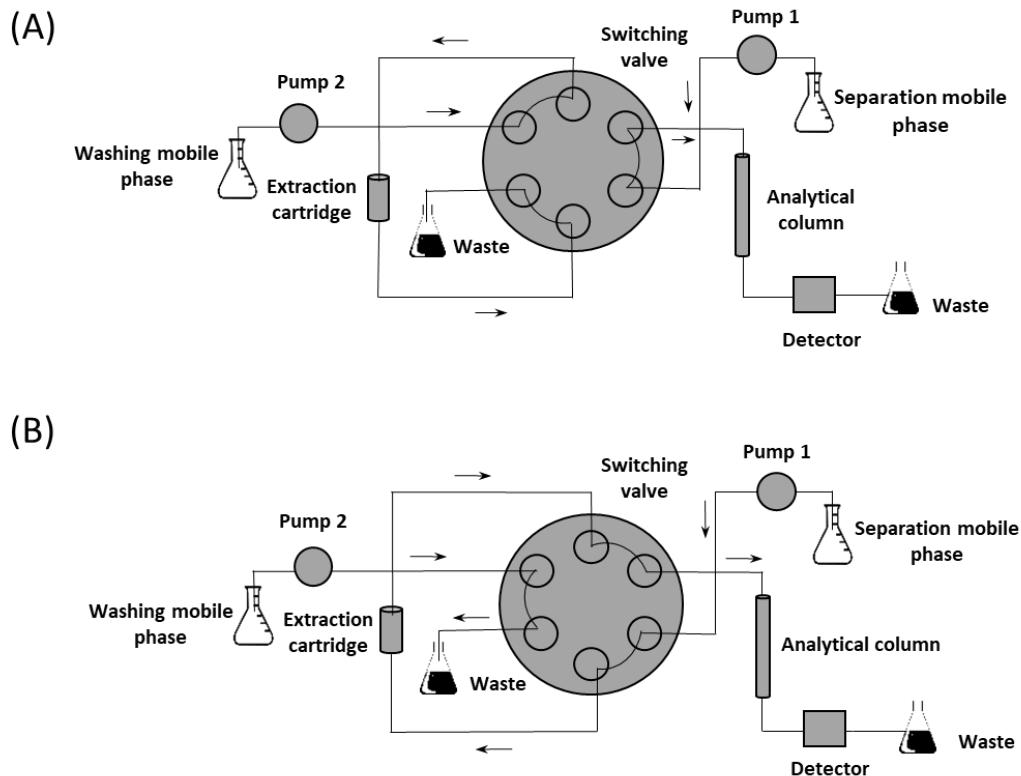 (A)
Pump 1
Switching
valve
Pump 2
Separation mobile
phase
Washing mobile
phase
Extraction
cartridge
Analytical
column
Waste
Waste
Detector
(B)
Pump 1
Switching
valve
Pump 2
Separation mobile
phase
Washing mobile
phase
Extraction
cartridge
Analytical column
Waste
Waste
Detector